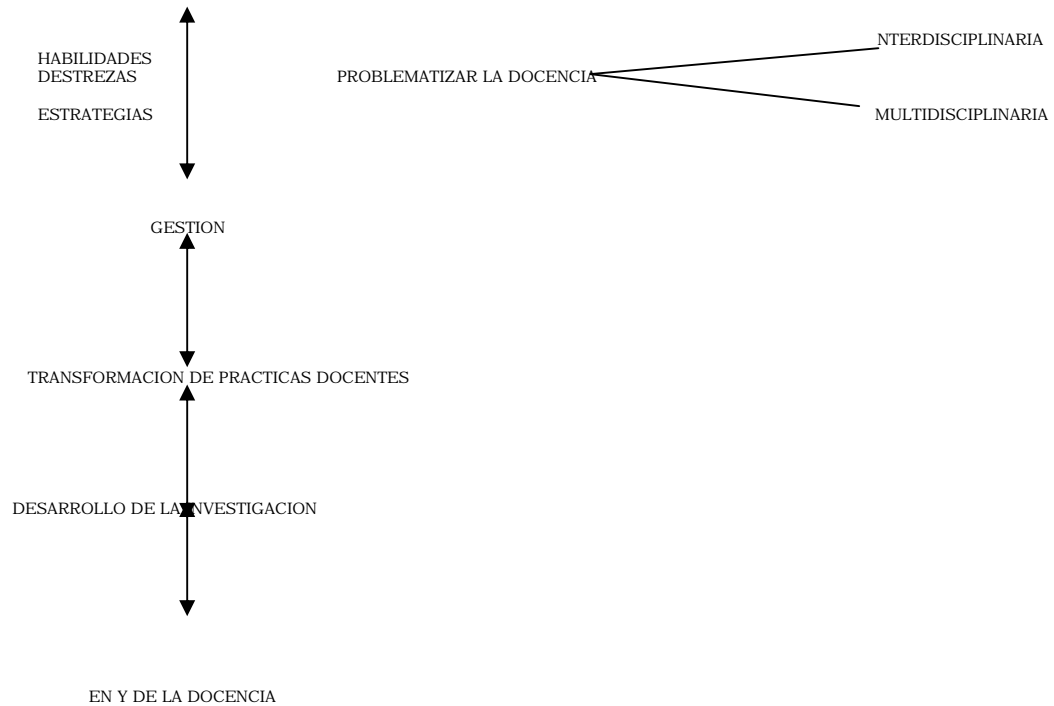 HABILIDADES
DESTREZAS
ESTRATEGIAS
PROBLEMATIZAR LA DOCENCIA
NTERDISCIPLINARIA
MULTIDISCIPLINARIA
GESTION
TRANSFORMACION DE PRACTICAS DOCENTES
DESARROLLO DE LA INVESTIGACION
EN Y DE LA DOCENCIA